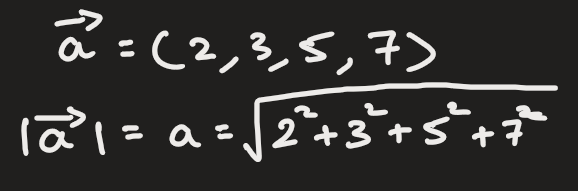 a⃗ = (2, 3, 5, 7)
|a⃗| = a = √(2² + 3² + 5² + 7²)